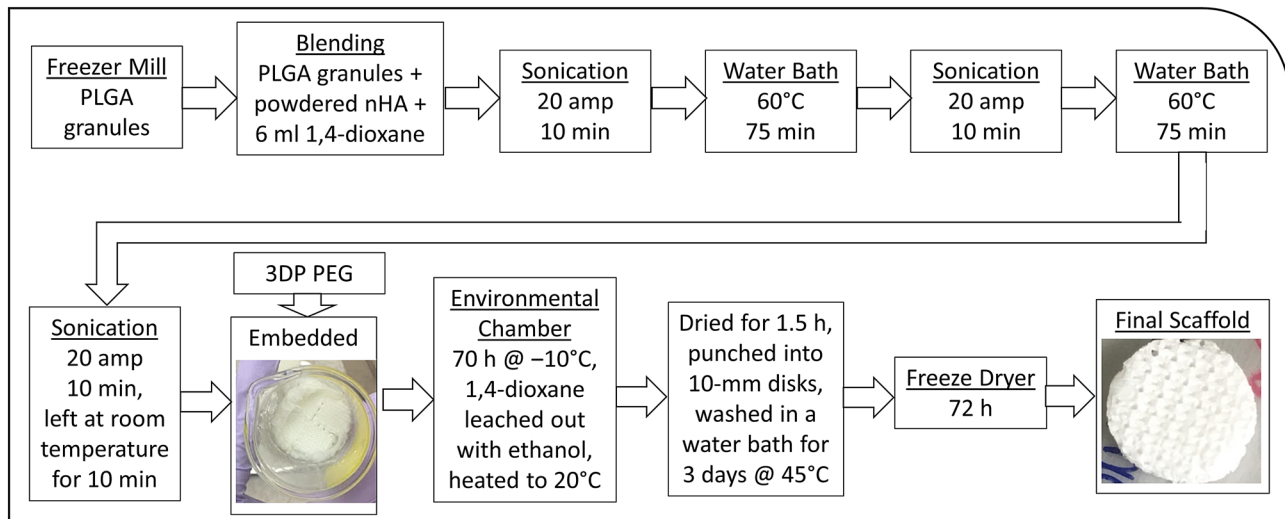 Freezer Mill
PLGA
granules
Blending
PLGA granules +
powdered nHA +
6 ml 1,4-dioxane
Sonication
20 amp
10 min
Water Bath
60°C
75 min
Sonication
20 amp
10 min
Water Bath
60°C
75 min
Sonication
20 amp
10 min,
left at room
temperature
for 10 min
3DP PEG
Embedded
Environmental
Chamber
70 h @ –10°C,
1,4-dioxane
leached out
with ethanol,
heated to 20°C
Dried for 1.5 h,
punched into
10-mm disks,
washed in a
water bath for
3 days @ 45°C
Freeze Dryer
72 h
Final Scaffold